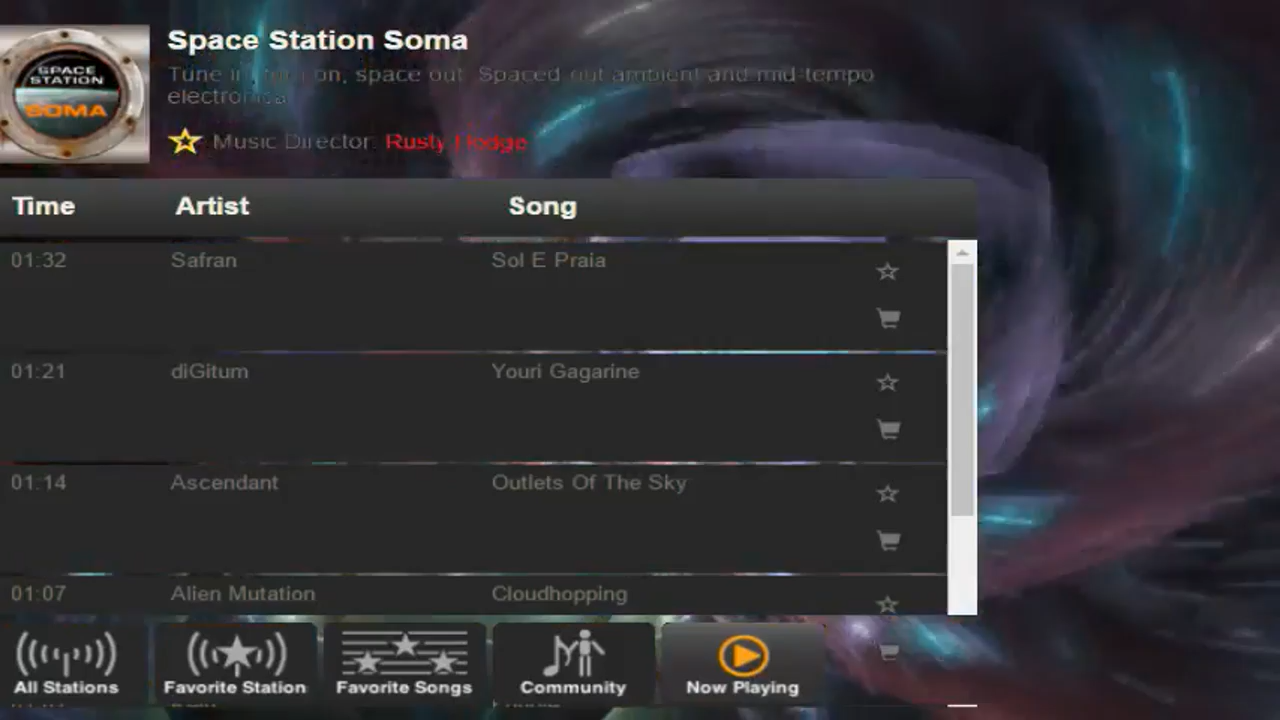 SPACE
STATION
SOMA
Space Station Soma
Tune in, turn on, space out. Spaced out ambient and mid-tempo
electronica.
Music Director: Rusty Hodge
Time Artist Song
01:32 Safran Sol E Praia
01:21 diGitum Youri Gagarine
01:14 Ascendant Outlets Of The Sky
01:07 Alien Mutation Cloudhopping
All Stations Favorite Station Favorite Songs Community Now Playing